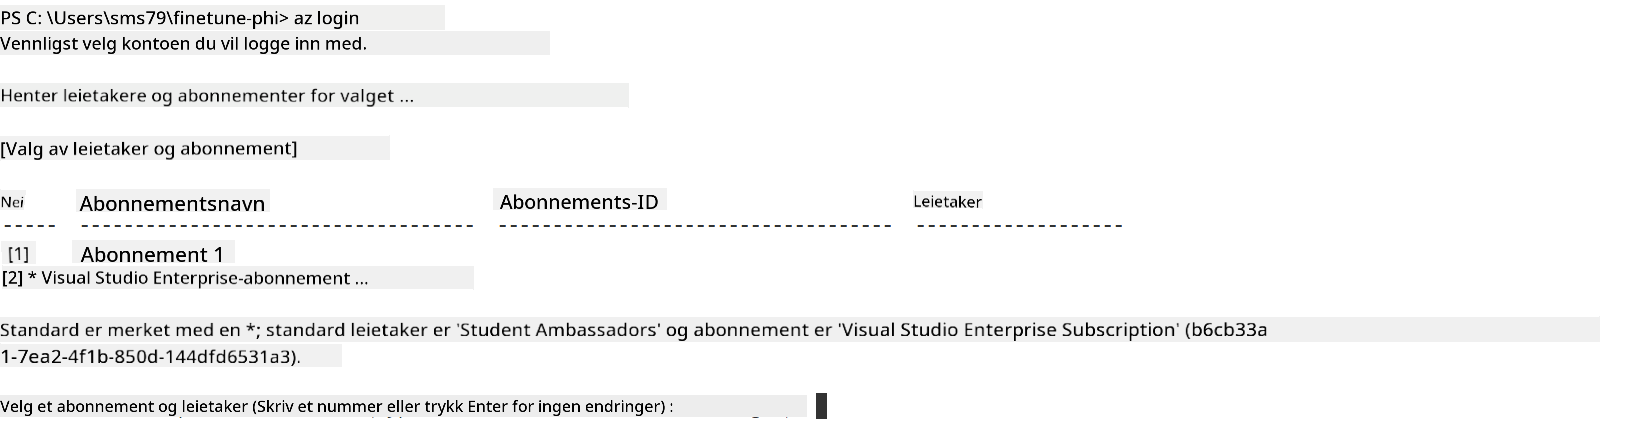 PS C: \Users\sms79\finetune-phi> az login
Vennligst velg kontoen du vil logge inn med.
Henter leietakere og abonnementer for valget ...
[Valg av leietaker og abonnement]
Nei Abonnementsnavn Abonnements-ID Leietaker
----- ---------------------------------- ---------------------------------- ------------------
[1] Abonnement 1
[2] * Visual Studio Enterprise-abonnement ...
Standard er merket med en *; standard leietaker er 'Student Ambassadors' og abonnement er 'Visual Studio Enterprise Subscription' (b6cb33a
1-7ea2-4f1b-850d-144dfd6531a3).
Velg et abonnement og leietaker (Skriv et nummer eller trykk Enter for ingen endringer) :